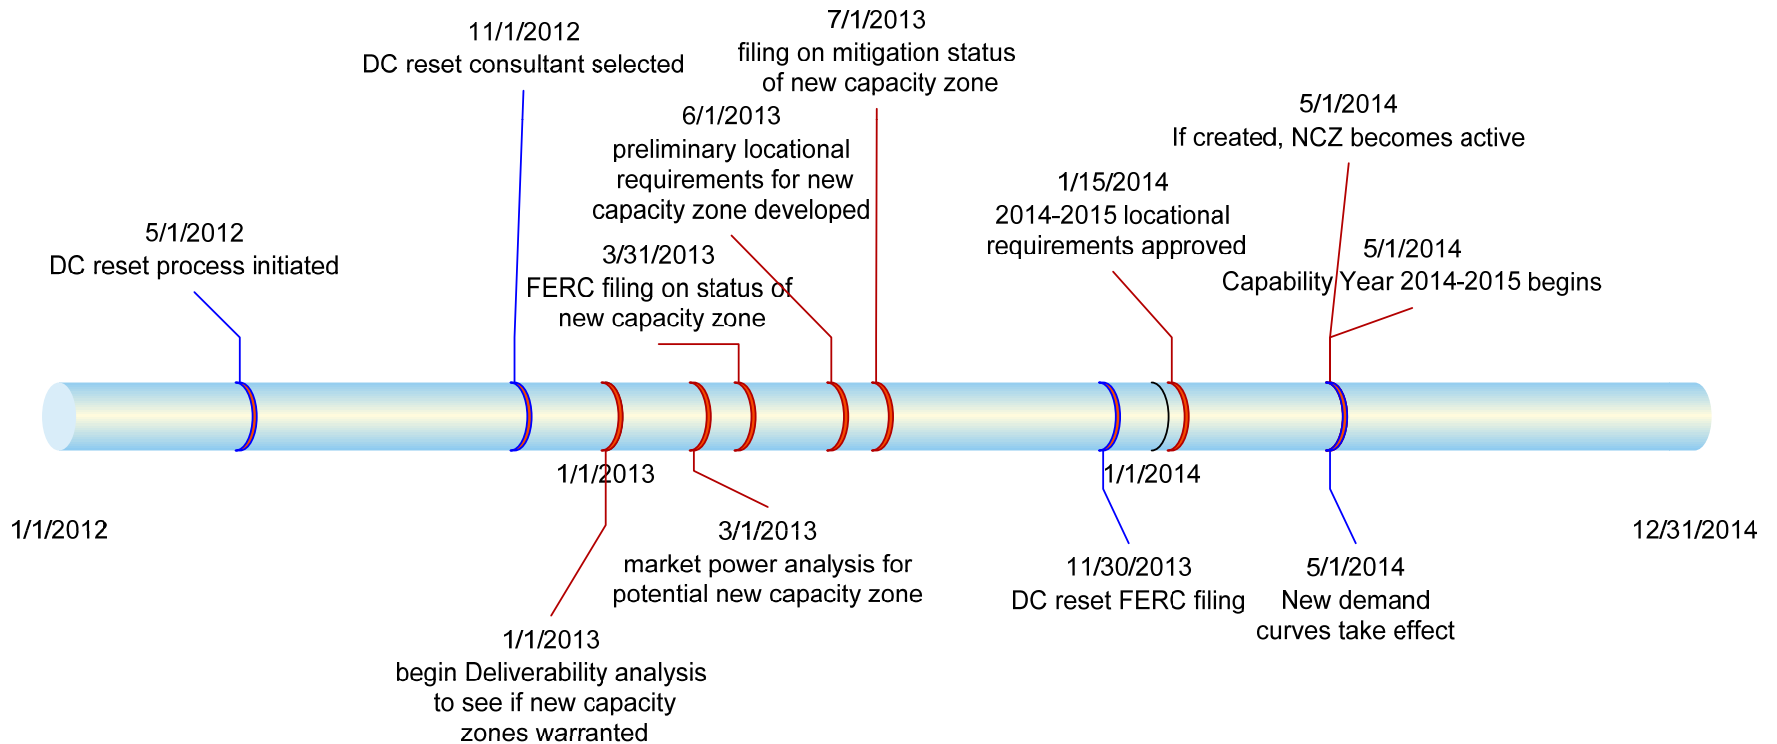 7/1/2013
filing on mitigation status
of new capacity zone
11/1/2012
DC reset consultant selected
6/1/2013
preliminary locational
requirements for new
capacity zone developed
5/1/2014
If created, NCZ becomes active
1/15/2014
2014-2015 locational
requirements approved
5/1/2012
DC reset process initiated
3/31/2013
FERC filing on status of
new capacity zone
5/1/2014
Capability Year 2014-2015 begins
1/1/2013
1/1/2014
1/1/2012
12/31/2014
3/1/2013
market power analysis for
potential new capacity zone
11/30/2013
DC reset FERC filing
5/1/2014
New demand
curves take effect
1/1/2013
begin Deliverability analysis
to see if new capacity
zones warranted